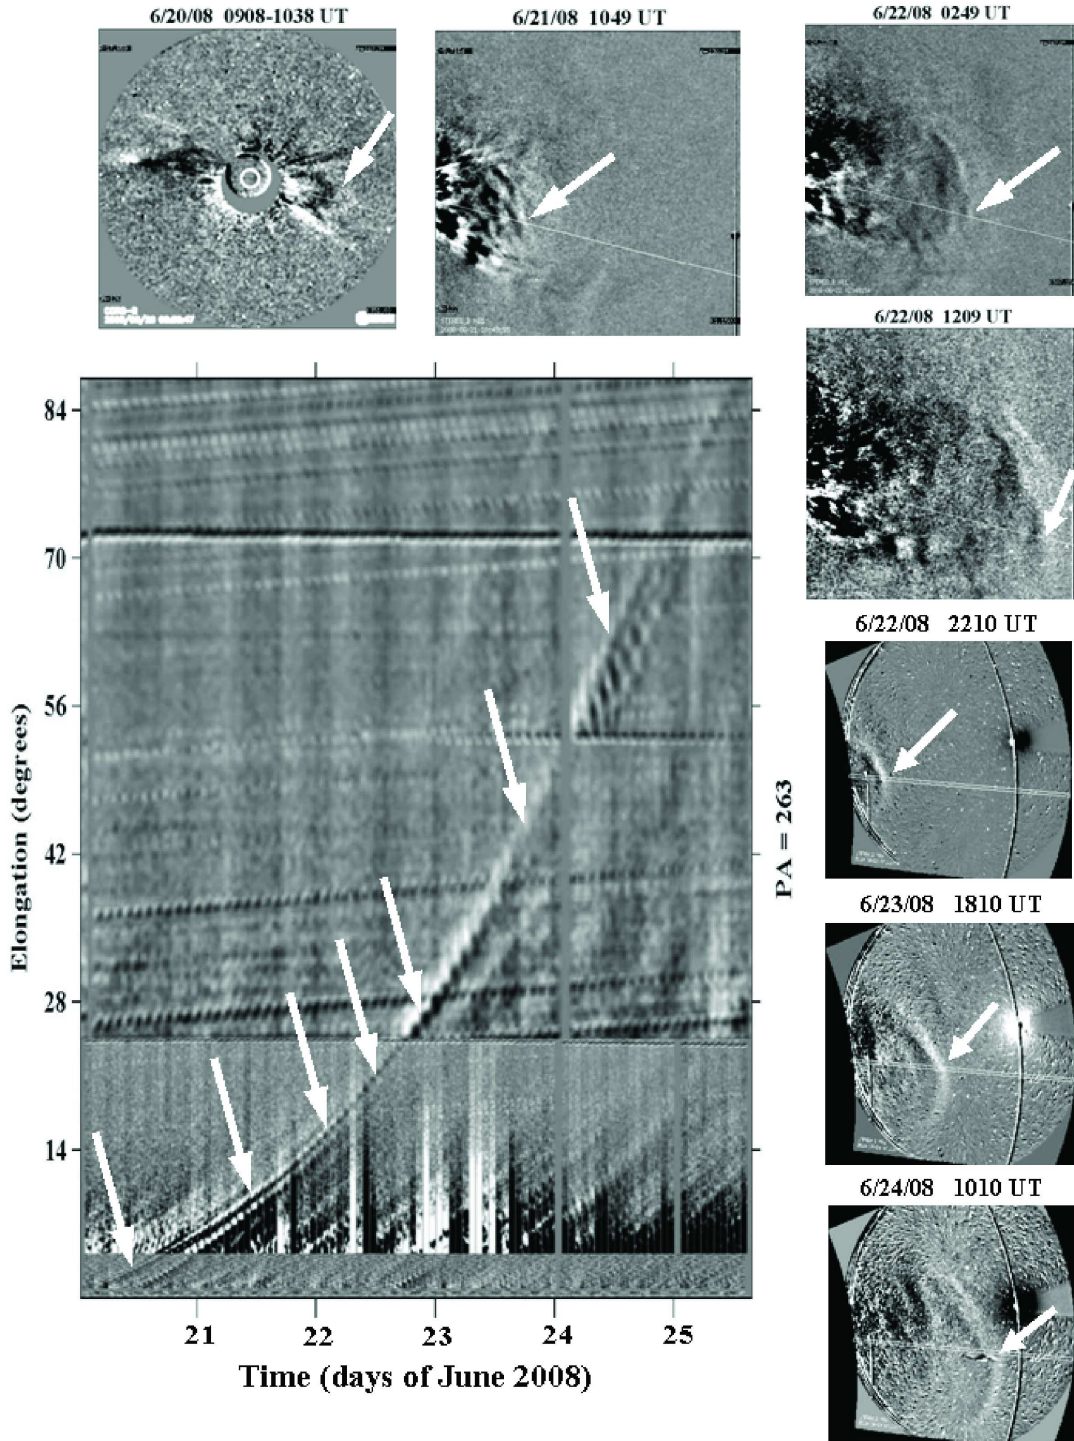 6/20/08 0908-1038 UT
6/21/08 1049 UT
6/22/08 0249 UT
6/22/08 1209 UT
6/22/08 2210 UT
6/23/08 1810 UT
6/24/08 1010 UT
84
70
56
42
28
14
Elongation (degrees)
PA = 263
21 22 23 24 25
Time (days of June 2008)